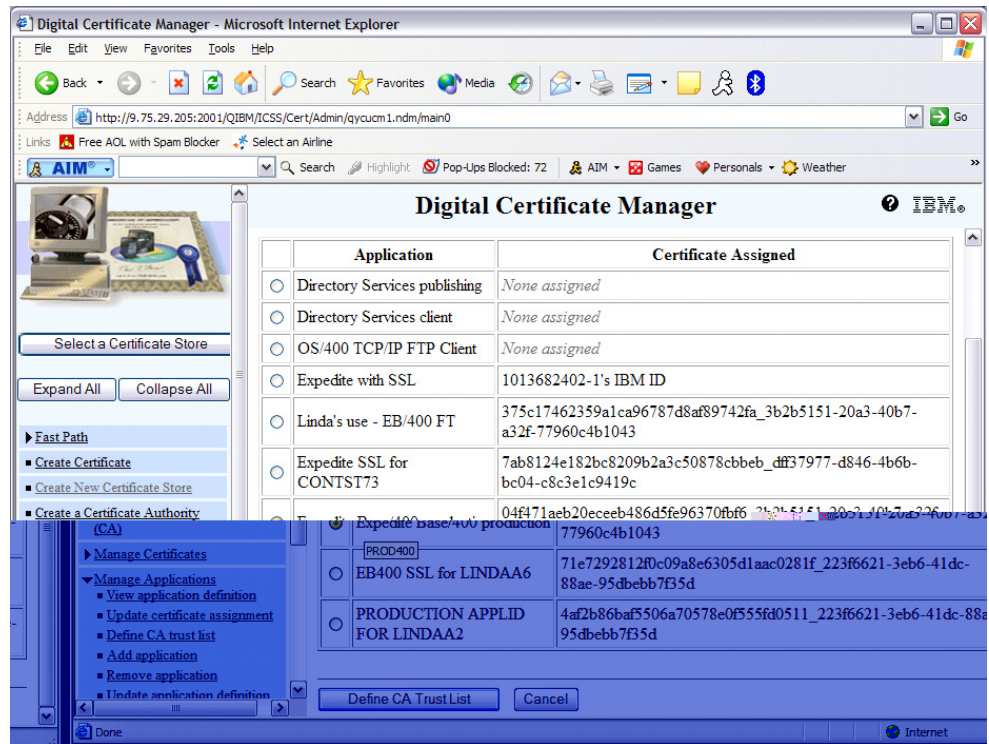 Digital Certificate Manager - Microsoft Internet Explorer
File Edit View Favorites Tools Help
Back Search Favorites Media
Address http://9.75.29.205:2001/QIBM/ICSS/Cert/Admin/qycucm1.ndm/main0 Go
Links Free AOL with Spam Blocker Select an Airline
AIM® Search Highlight Pop-Ups Blocked: 72 AIM Games Personals Weather »
Digital Certificate Manager
IBM®
Select a Certificate Store
Expand All Collapse All
Fast Path
Create Certificate
Create New Certificate Store
Create a Certificate Authority
(CA)
Manage Certificates
Manage Applications
View application definition
Update certificate assignment
Define CA trust list
Add application
Remove application
Update application definition
Application Certificate Assigned
Directory Services publishing None assigned
Directory Services client None assigned
OS/400 TCP/IP FTP Client None assigned
Expedite with SSL 1013682402-1's IBM ID
Linda's use - EB/400 FT 375c17462359a1ca96787d8af89742fa_3b2b5151-20a3-40b7-
a32f-77960c4b1043
Expedite SSL for 7ab8124e182bc8209b2a3c50878cbbeb_dff37977-d846-4b6b-
CONTST73 bc04-c8c3e1c9419c
04f471aeb20eceeb486d5fe96370fbf6
Expedite Base/400 production 77960c4b1043
PROD400
EB400 SSL for LINDAA6 71e7292812f0c09a8e6305d1aac0281f_223f6621-3eb6-41dc-
88ae-95dbebb7f35d
PRODUCTION APPLID 4af2b86baf5506a70578e0f555fd0511_223f6621-3eb6-41dc-88a
FOR LINDAA2 95dbebb7f35d
Define CA Trust List Cancel
Done Internet